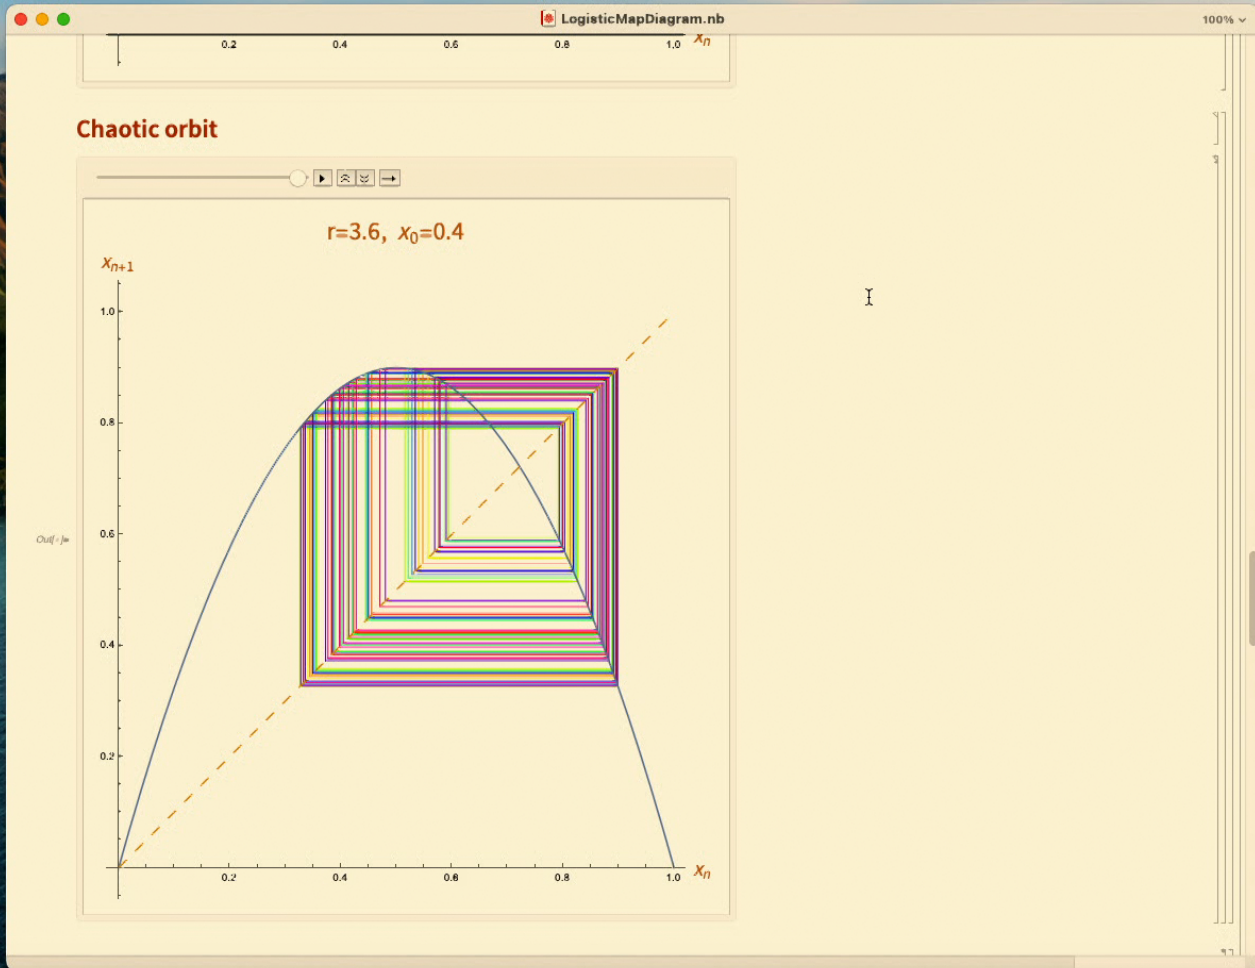 LogisticMapDiagram.nb
100%
0.2 0.4 0.6 0.8 1.0 xn
Chaotic orbit
r=3.6, x0=0.4
xn+1
1.0
0.8
0.6
Out[•]=
0.4
0.2
0.2 0.4 0.6 0.8 1.0 xn